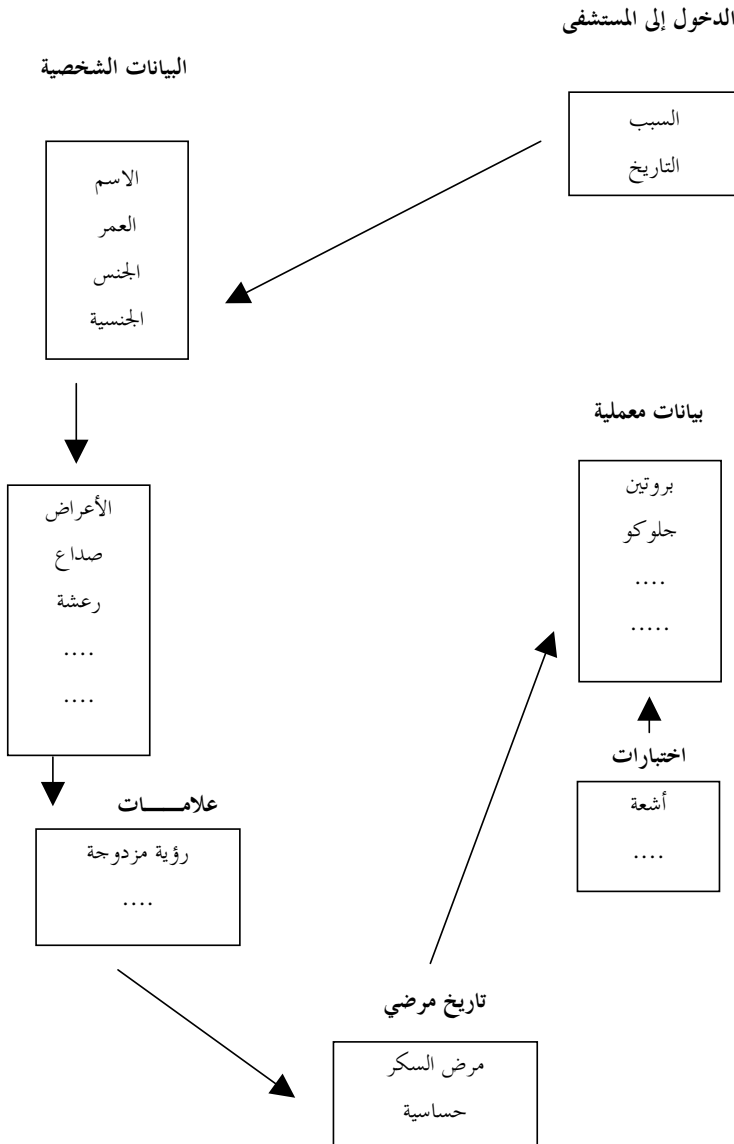 الدخول إلى المستشفى
السبب
التاريخ
البيانات الشخصية
الاسم
العمر
الجنس
الجنسية
الأعراض
صداع
رعشة
....
....
علامـــــات
رؤية مزدوجة
....
تاريخ مرضي
مرض السكر
حساسية
بيانات معملية
بروتين
جلوكو
....
.....
اختبارات
أشعة
....